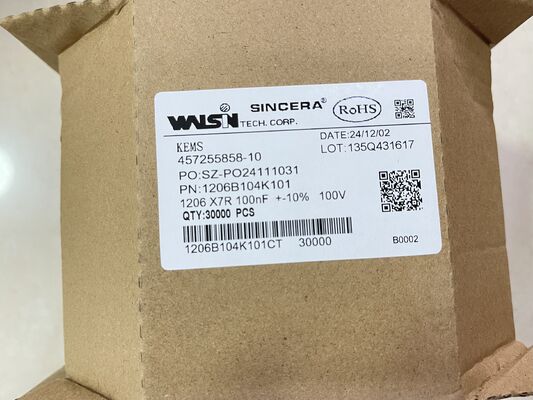 WALSIN TECH. CORP. SINCERA® RoHS
KEMS DATE:24/12/02
457255858-10 LOT:135Q431617
PO:SZ-PO24111031
PN:1206B104K101
1206 X7R 100nF +-10% 100V
QTY:30000 PCS
1206B104K101CT 30000 B0002